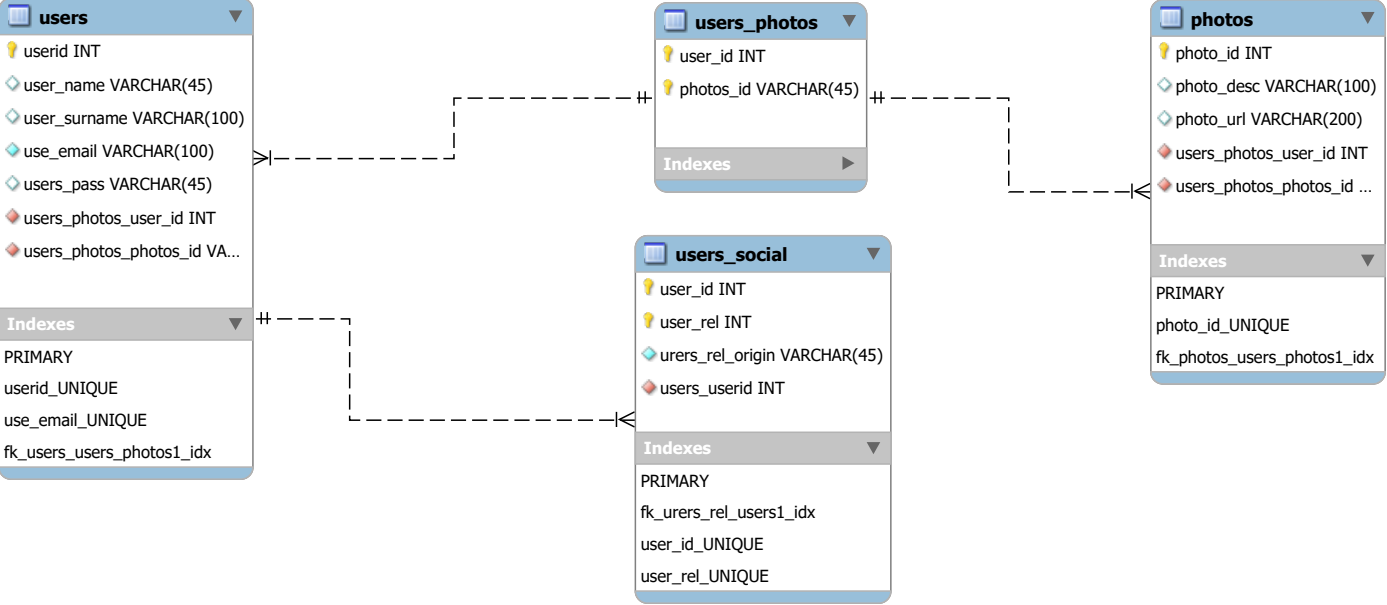 users
userid INT
user_name VARCHAR(45)
user_surname VARCHAR(100)
use_email VARCHAR(100)
users_pass VARCHAR(45)
users_photos_user_id INT
users_photos_photos_id VA...
Indexes
PRIMARY
userid_UNIQUE
use_email_UNIQUE
fk_users_users_photos1_idx
users_photos
user_id INT
photos_id VARCHAR(45)
Indexes
users_social
user_id INT
user_rel INT
urers_rel_origin VARCHAR(45)
users_userid INT
Indexes
PRIMARY
fk_urers_rel_users1_idx
user_id_UNIQUE
user_rel_UNIQUE
photos
photo_id INT
photo_desc VARCHAR(100)
photo_url VARCHAR(200)
users_photos_user_id INT
users_photos_photos_id ...
Indexes
PRIMARY
photo_id_UNIQUE
fk_photos_users_photos1_idx